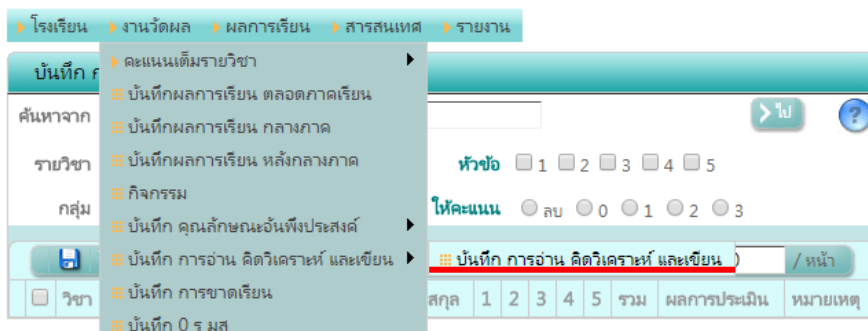 โรงเรียน งานวัดผล ผลการเรียน สารสนเทศ รายงาน
คะแนนเต็มรายวิชา
บันทึก
บันทึกผลการเรียน ตลอดภาคเรียน
ค้นหาจาก บันทึกผลการเรียน กลางภาค ไป ?
รายวิชา บันทึกผลการเรียน หลังกลางภาค หัวข้อ 1 2 3 4 5
กิจกรรม
กลุ่ม ให้คะแนน ลบ 0 1 2 3
บันทึก คุณลักษณะอันพึงประสงค์
บันทึก การอ่าน คิดวิเคราะห์ และเขียน บันทึก การอ่าน คิดวิเคราะห์ และเขียน / หน้า
วิชา บันทึก การขาดเรียน สกุล 1 2 3 4 5 รวม ผลการประเมิน หมายเหตุ
บันทึก 0 ร มส